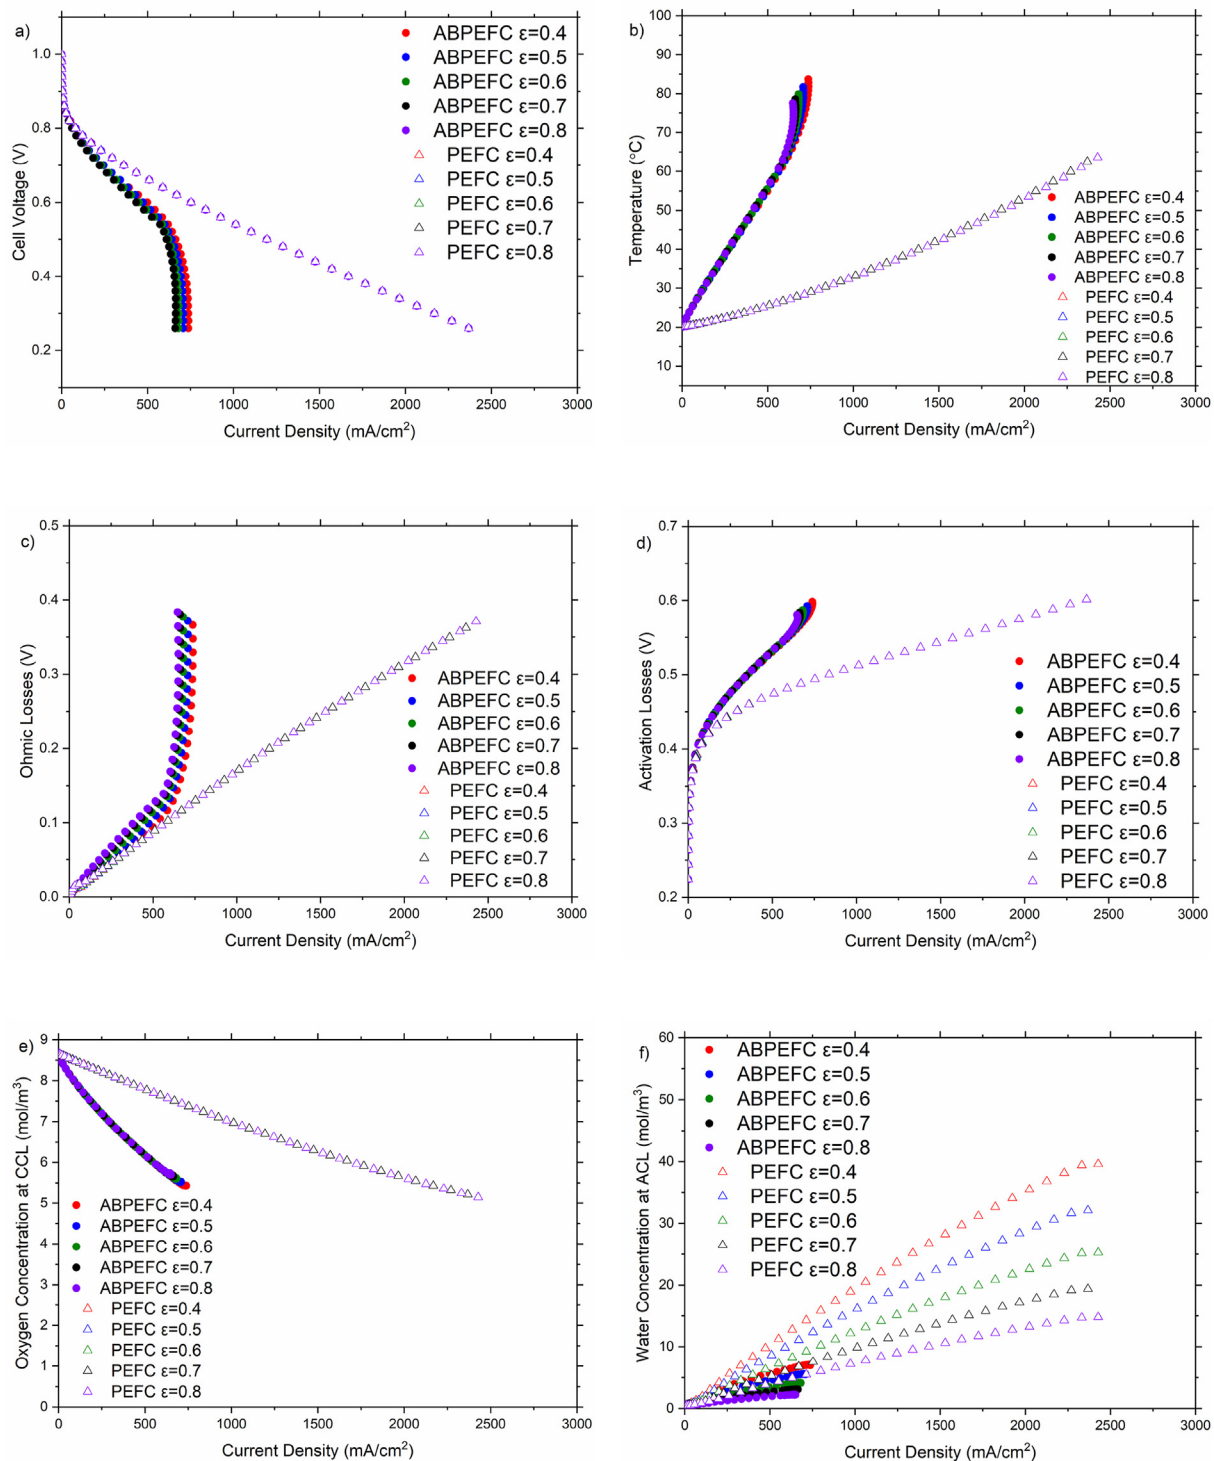 a)
ABPEFC ε=0.4
ABPEFC ε=0.5
ABPEFC ε=0.6
ABPEFC ε=0.7
ABPEFC ε=0.8
PEFC ε=0.4
PEFC ε=0.5
PEFC ε=0.6
PEFC ε=0.7
PEFC ε=0.8
Cell Voltage (V)
1.0
0.8
0.6
0.4
0.2
0 500 1000 1500 2000 2500 3000
Current Density (mA/cm²)
b)
Temperature (°C)
100
90
80
70
60
50
40
30
20
10
ABPEFC ε=0.4
ABPEFC ε=0.5
ABPEFC ε=0.6
ABPEFC ε=0.7
ABPEFC ε=0.8
PEFC ε=0.4
PEFC ε=0.5
PEFC ε=0.6
PEFC ε=0.7
PEFC ε=0.8
0 500 1000 1500 2000 2500 3000
Current Density (mA/cm²)
c)
Ohmic Losses (V)
0.5
0.4
0.3
0.2
0.1
0.0
ABPEFC ε=0.4
ABPEFC ε=0.5
ABPEFC ε=0.6
ABPEFC ε=0.7
ABPEFC ε=0.8
PEFC ε=0.4
PEFC ε=0.5
PEFC ε=0.6
PEFC ε=0.7
PEFC ε=0.8
0 500 1000 1500 2000 2500 3000
Current Density (mA/cm²)
d)
Activation Losses (V)
0.7
0.6
0.5
0.4
0.3
0.2
ABPEFC ε=0.4
ABPEFC ε=0.5
ABPEFC ε=0.6
ABPEFC ε=0.7
ABPEFC ε=0.8
PEFC ε=0.4
PEFC ε=0.5
PEFC ε=0.6
PEFC ε=0.7
PEFC ε=0.8
0 500 1000 1500 2000 2500 3000
Current Density (mA/cm²)
e)
Oxygen Concentration at CCL (mol/m³)
9
8
7
6
5
4
3
2
1
0
ABPEFC ε=0.4
ABPEFC ε=0.5
ABPEFC ε=0.6
ABPEFC ε=0.7
ABPEFC ε=0.8
PEFC ε=0.4
PEFC ε=0.5
PEFC ε=0.6
PEFC ε=0.7
PEFC ε=0.8
0 500 1000 1500 2000 2500 3000
Current Density (mA/cm²)
f)
Water Concentration at ACL (mol/m³)
60
50
40
30
20
10
0
ABPEFC ε=0.4
ABPEFC ε=0.5
ABPEFC ε=0.6
ABPEFC ε=0.7
ABPEFC ε=0.8
PEFC ε=0.4
PEFC ε=0.5
PEFC ε=0.6
PEFC ε=0.7
PEFC ε=0.8
0 500 1000 1500 2000 2500 3000
Current Density (mA/cm²)